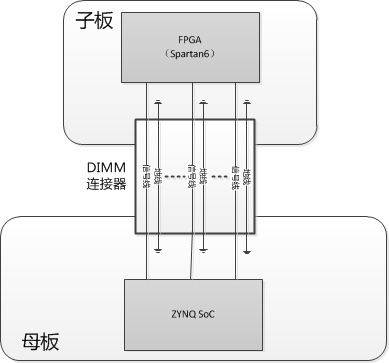 子板
FPGA
（Spartan6）
DIMM
连接器
信号线
地线
信号线
地线
信号线
地线
ZYNQ SoC
母板